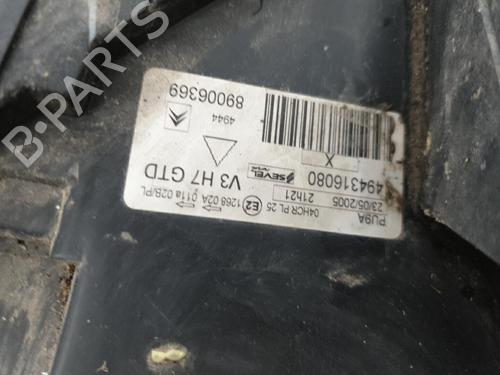 PU9A
23/05/2005
21h21
494316080
X
SEVEL
04HCR PL 25
E2 1268 02A 011a 02B/PL
V3 H7 GTD
4944
89006369
B-PARTS